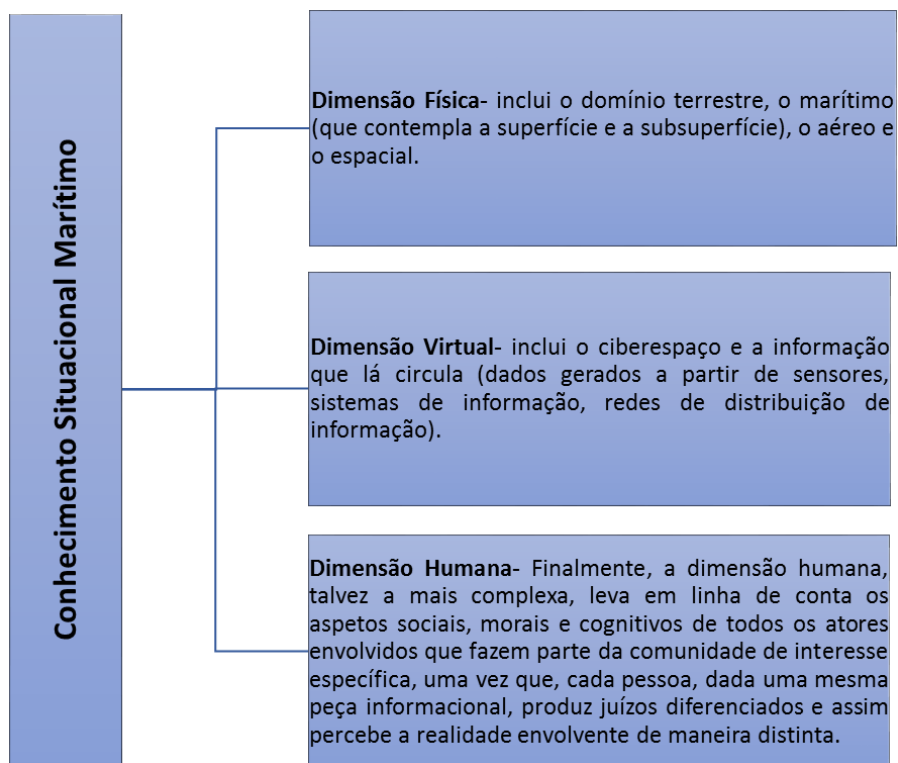 Conhecimento Situacional Marítimo
Dimensão Física- inclui o domínio terrestre, o marítimo
(que contempla a superfície e a subsuperfície), o aéreo e
o espacial.
Dimensão Virtual- inclui o ciberespaço e a informação
que lá circula (dados gerados a partir de sensores,
sistemas de informação, redes de distribuição de
informação).
Dimensão Humana- Finalmente, a dimensão humana,
talvez a mais complexa, leva em linha de conta os
aspetos sociais, morais e cognitivos de todos os atores
envolvidos que fazem parte da comunidade de interesse
específica, uma vez que, cada pessoa, dada uma mesma
peça informacional, produz juízos diferenciados e assim
percebe a realidade envolvente de maneira distinta.